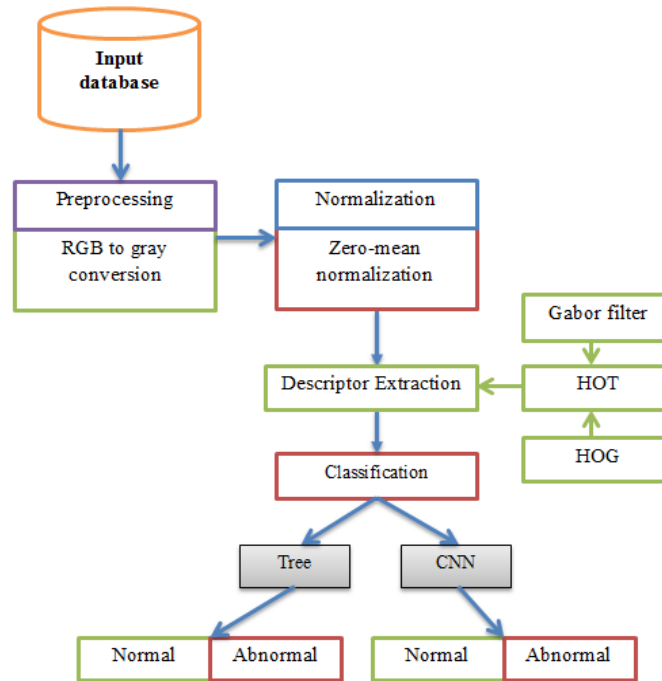 Input
database
Preprocessing
RGB to gray
conversion
Normalization
Zero-mean
normalization
Gabor filter
Descriptor Extraction
HOT
HOG
Classification
Tree
CNN
Normal
Abnormal
Normal
Abnormal